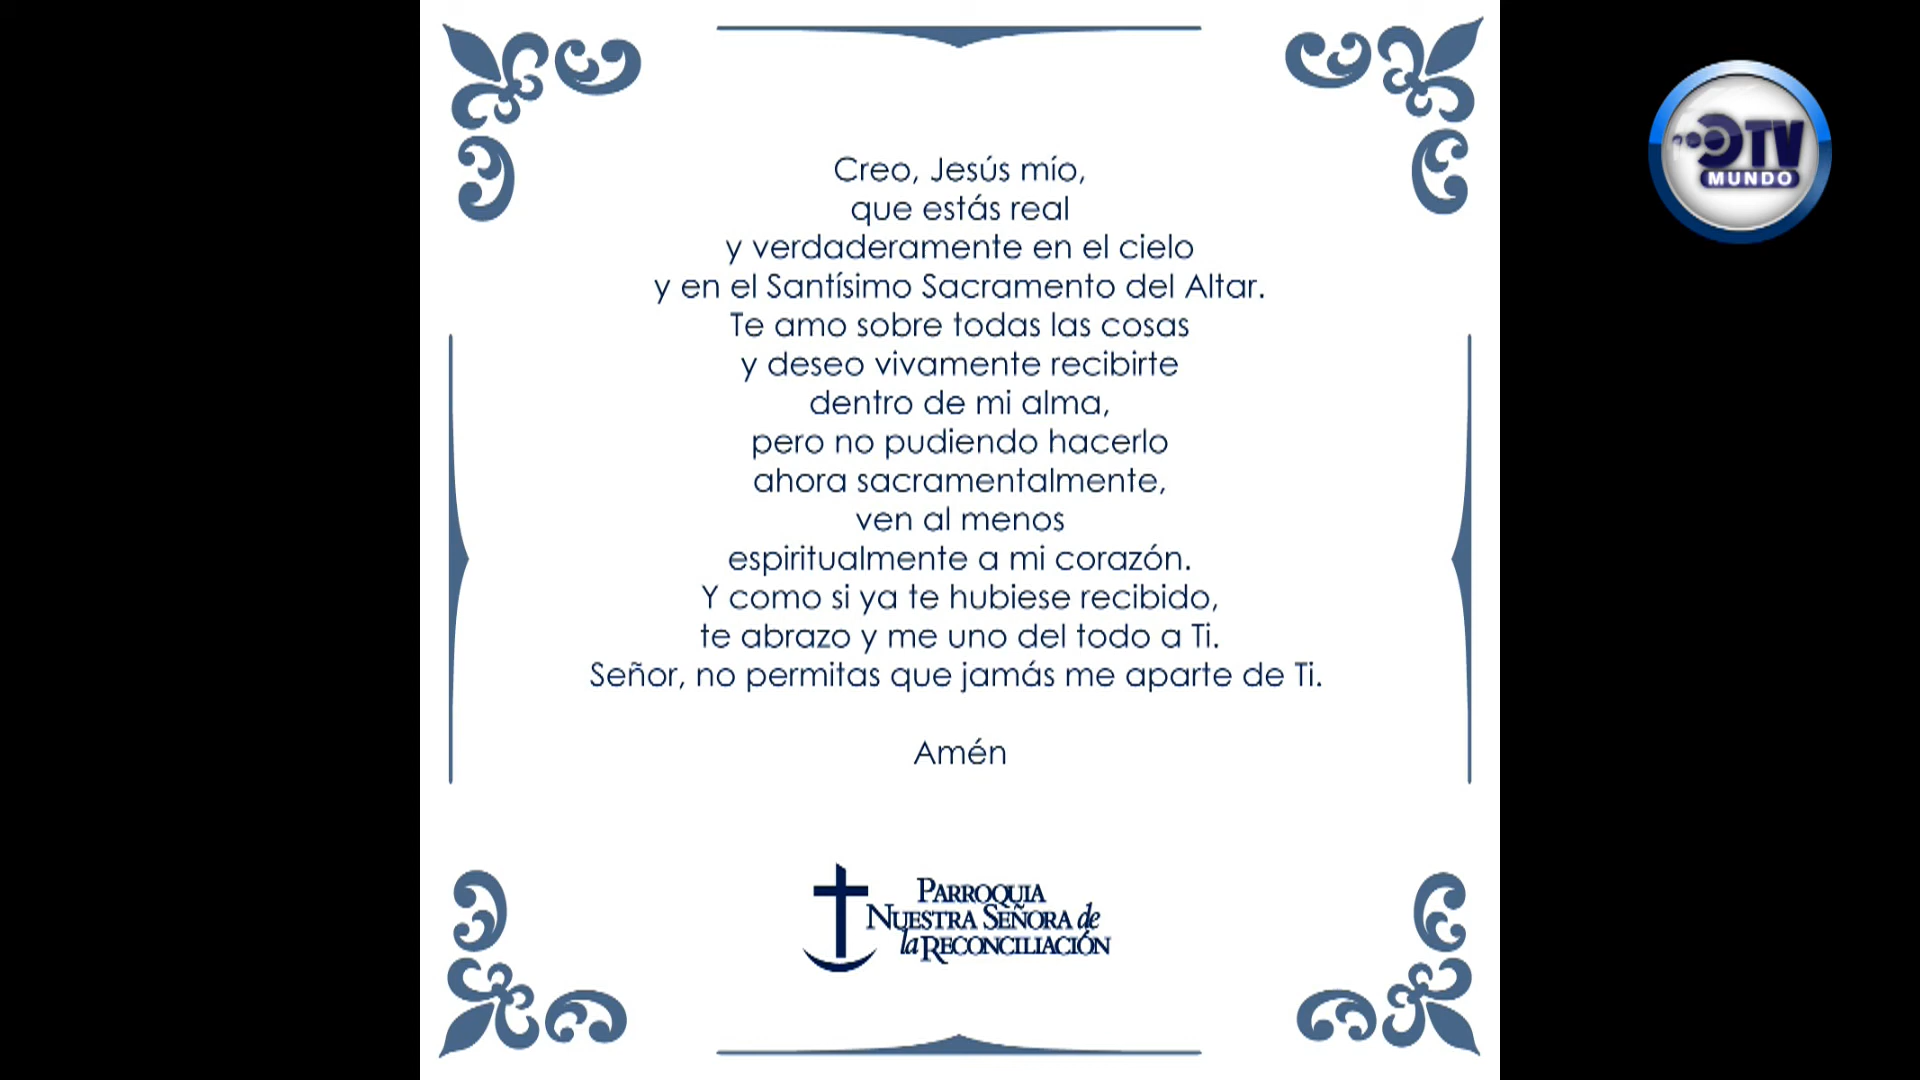 Creo, Jesús mío,
que estás real
y verdaderamente en el cielo
y en el Santísimo Sacramento del Altar.
Te amo sobre todas las cosas
y deseo vivamente recibirte
dentro de mi alma,
pero no pudiendo hacerlo
ahora sacramentalmente,
ven al menos
espiritualmente a mi corazón.
Y como si ya te hubiese recibido,
te abrazo y me uno del todo a Ti.
Señor, no permitas que jamás me aparte de Ti.
Amén
PARROQUIA
NUESTRA SEÑORA de
la RECONCILIACIÓN
TV
MUNDO